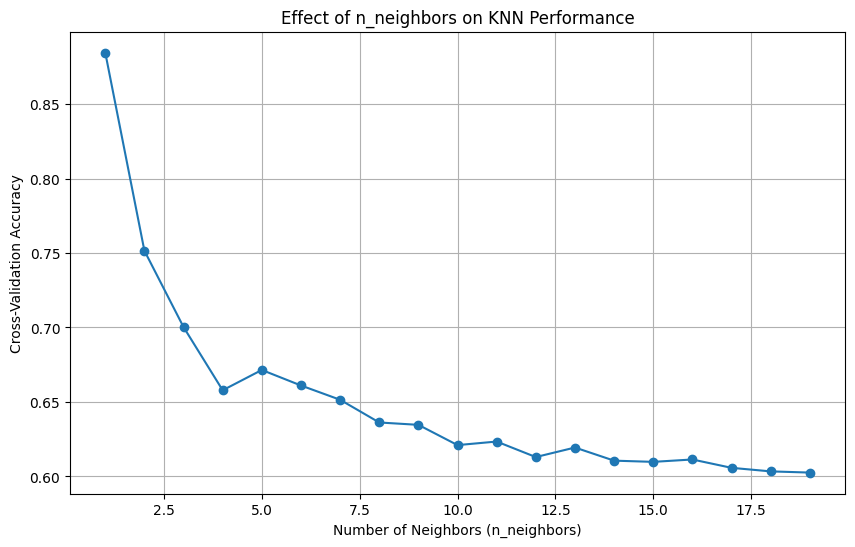 Effect of n_neighbors on KNN Performance
Cross-Validation Accuracy
0.85
0.80
0.75
0.70
0.65
0.60
2.5 5.0 7.5 10.0 12.5 15.0 17.5
Number of Neighbors (n_neighbors)